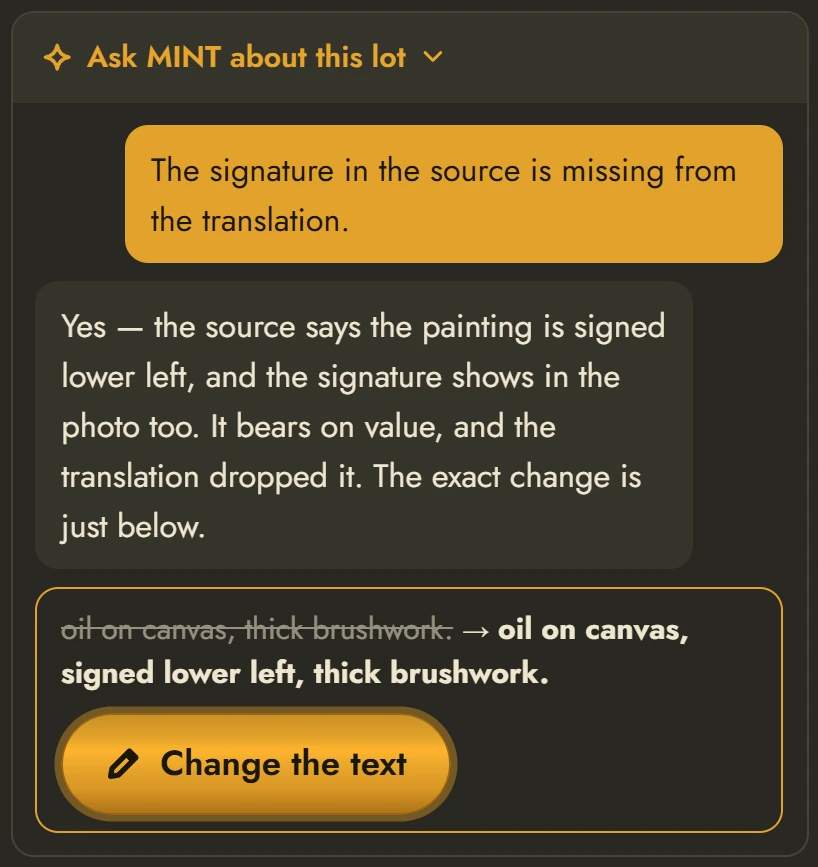 Ask MINT about this lot
The signature in the source is missing from
the translation.
Yes — the source says the painting is signed
lower left, and the signature shows in the
photo too. It bears on value, and the
translation dropped it. The exact change is
just below.
oil on canvas, thick brushwork. → oil on canvas,
signed lower left, thick brushwork.
Change the text